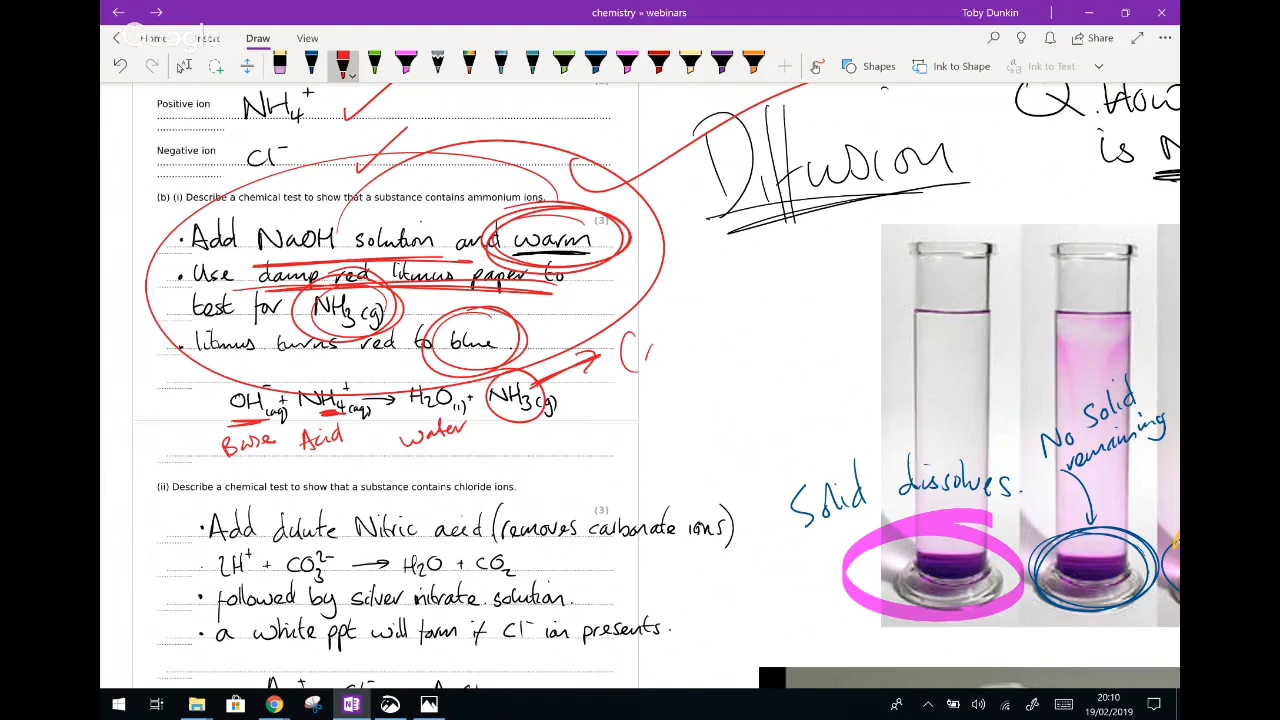 chemistry » webinars
Toby Dunkin
Google
Home
Insert
Draw
View
Share
Shapes
Ink to Shape
Ink to Text
Positive ion
NH4+
Negative ion
Cl-
(b) (i) Describe a chemical test to show that a substance contains ammonium ions.
(3)
· Add NaOH solution and warm
· Use damp red litmus paper to
test for NH3(g)
· litmus turns red to blue.
OH-(aq) + NH4+(aq) → H2O(l) + NH3(g)
Base Acid water
(ii) Describe a chemical test to show that a substance contains chloride ions.
(3)
· Add dilute Nitric acid (removes carbonate ions)
2H+ + CO3 2- → H2O + CO2
· followed by silver nitrate solution.
· a white ppt will form if Cl- ion presents.
Diffusion
Q. How
is
Solid dissolves.
No Solid
remaining
20:10
19/02/2019